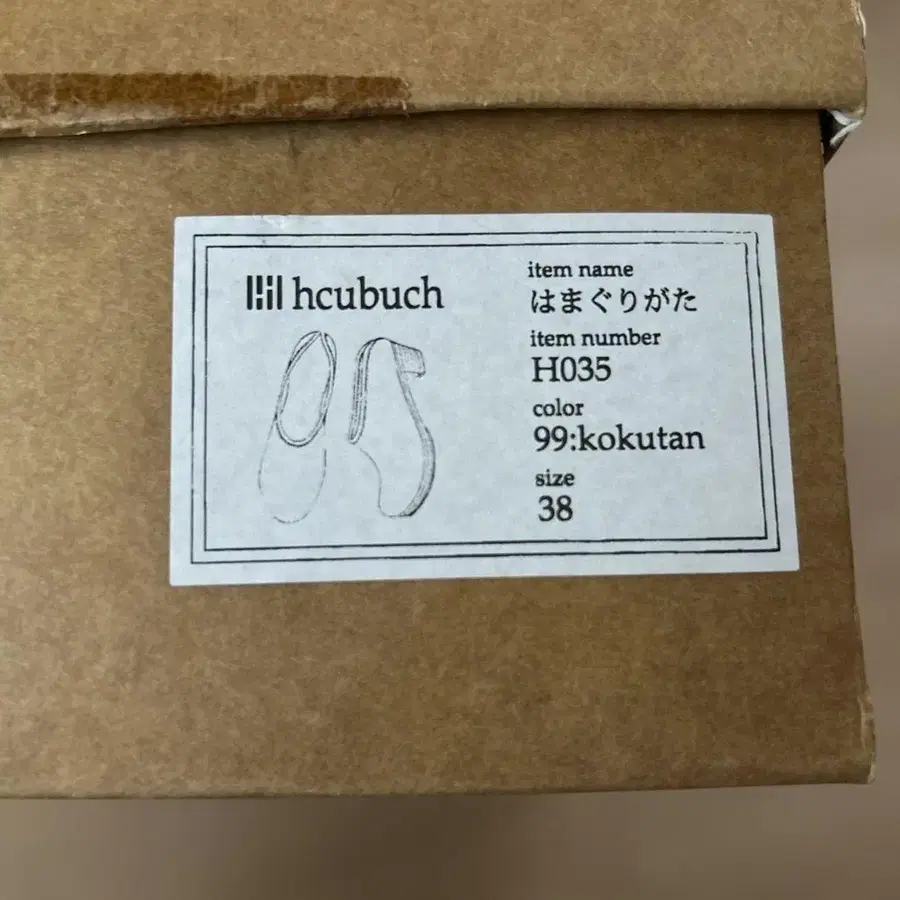 hcubuch
item name
はまぐりがた
item number
H035
color
99:kokutan
size
38